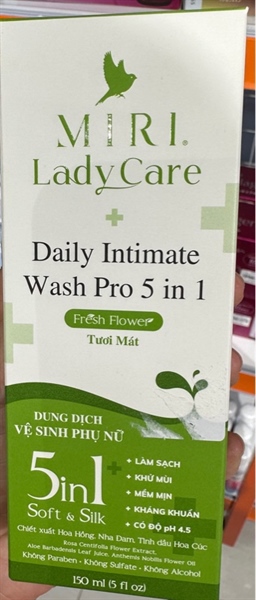 MIRI
Lady Care
Daily Intimate
Wash Pro 5 in 1
Fresh Flower
Tươi Mát
DUNG DỊCH
VỆ SINH PHỤ NỮ
5in1
Soft & Silk
+ LÀM SẠCH
+ KHỬ MÙI
+ MỀM MỊN
+ KHÁNG KHUẨN
+ CÓ ĐỘ pH 4.5
Chiết xuất Hoa Hồng, Nha Đam, Tinh dầu Hoa Cúc
Rosa Centifolia Flower Extract,
Aloe Barbadensis Leaf Juice, Anthemis Nobilis Flower Oil
Không Paraben - Không Sulfate - Không Alcohol
150 ml (5 fl oz)